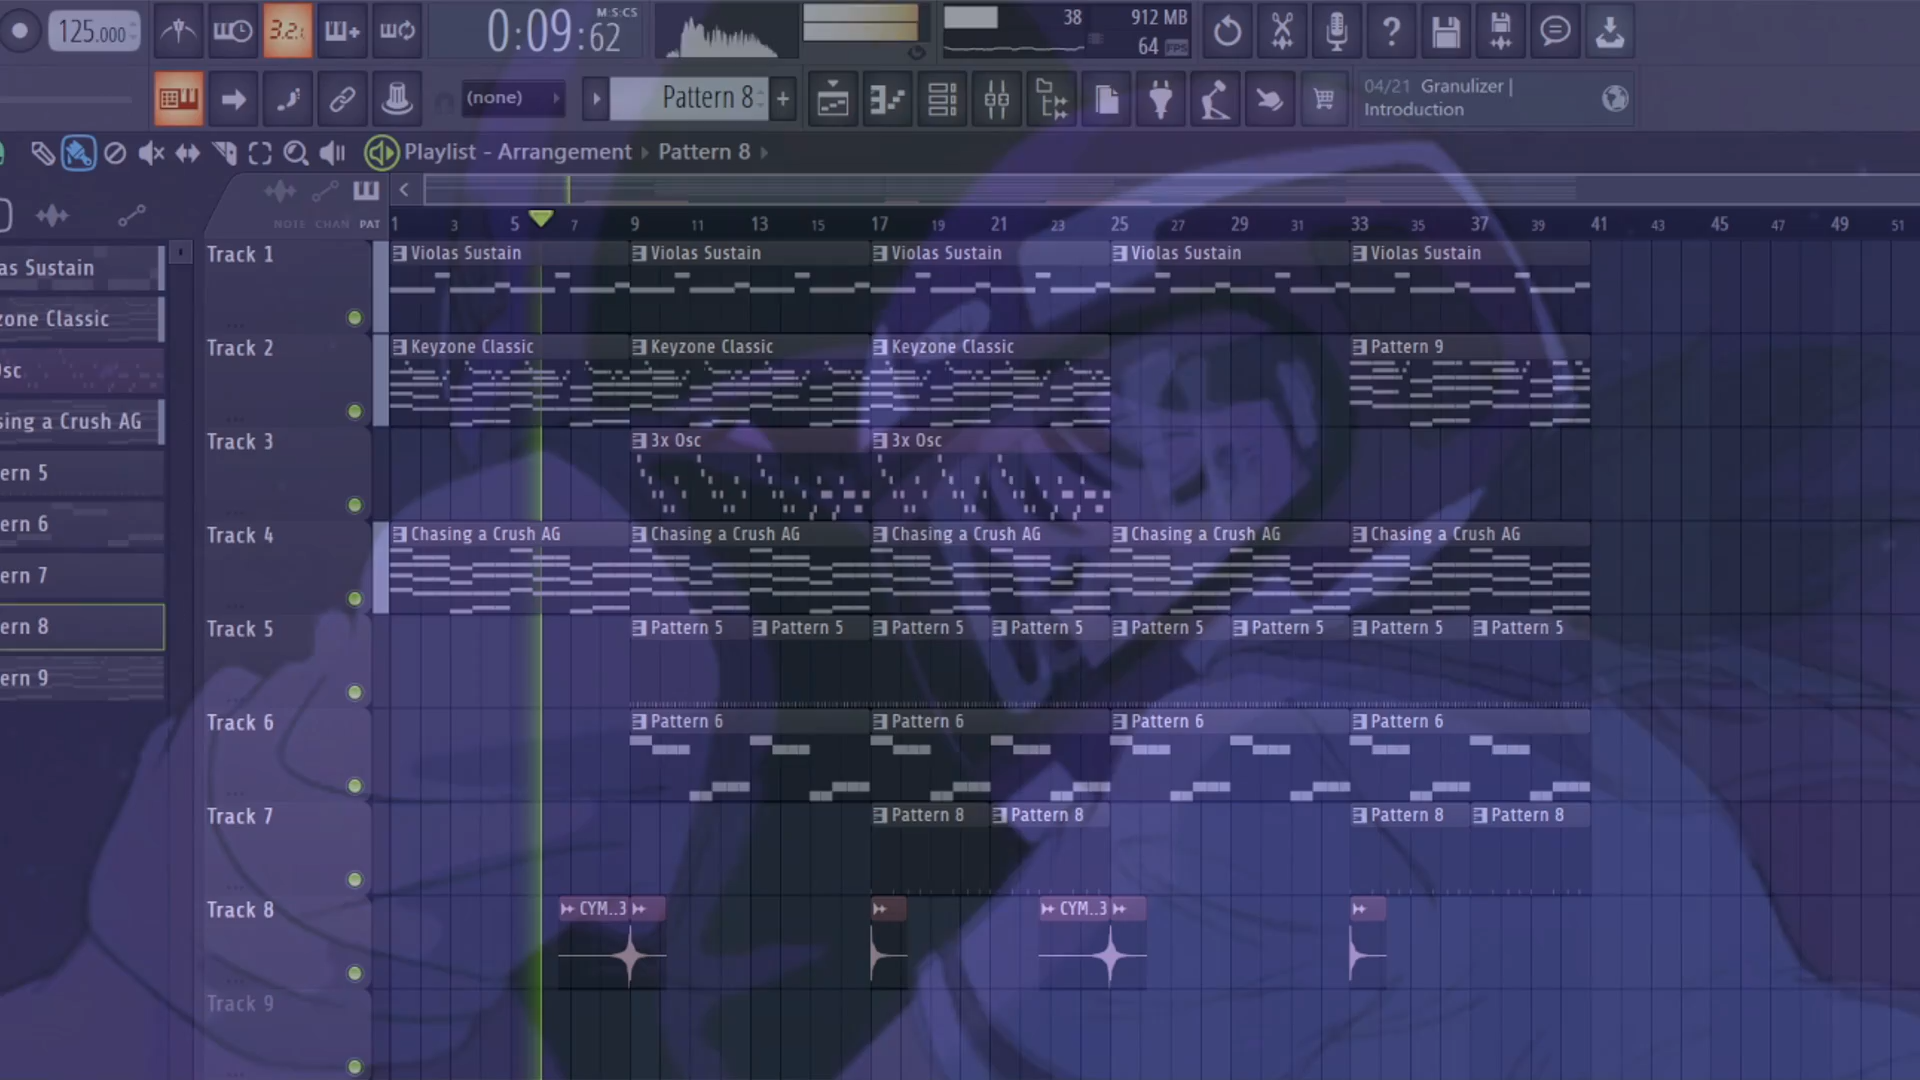 125.000
3.2.
0:09:62
M:S:CS
38
912 MB
64 FPS
(none)
Pattern 8
04/21 Granulizer |
Introduction
Playlist - Arrangement
Pattern 8
NOTE CHAN PAT
1 3 5 7 9 11 13 15 17 19 21 23 25 27 29 31 33 35 37 39 41 43 45 47 49 51
as Sustain
zone Classic
Osc
sing a Crush AG
ern 5
ern 6
ern 7
ern 8
ern 9
Track 1
Violas Sustain
Violas Sustain
Violas Sustain
Violas Sustain
Violas Sustain
Track 2
Keyzone Classic
Keyzone Classic
Keyzone Classic
Pattern 9
Track 3
3x Osc
3x Osc
Track 4
Chasing a Crush AG
Chasing a Crush AG
Chasing a Crush AG
Chasing a Crush AG
Chasing a Crush AG
Track 5
Pattern 5
Pattern 5
Pattern 5
Pattern 5
Pattern 5
Pattern 5
Pattern 5
Pattern 5
Track 6
Pattern 6
Pattern 6
Pattern 6
Pattern 6
Track 7
Pattern 8
Pattern 8
Pattern 8
Pattern 8
Track 8
CYM..3
CYM..3
Track 9